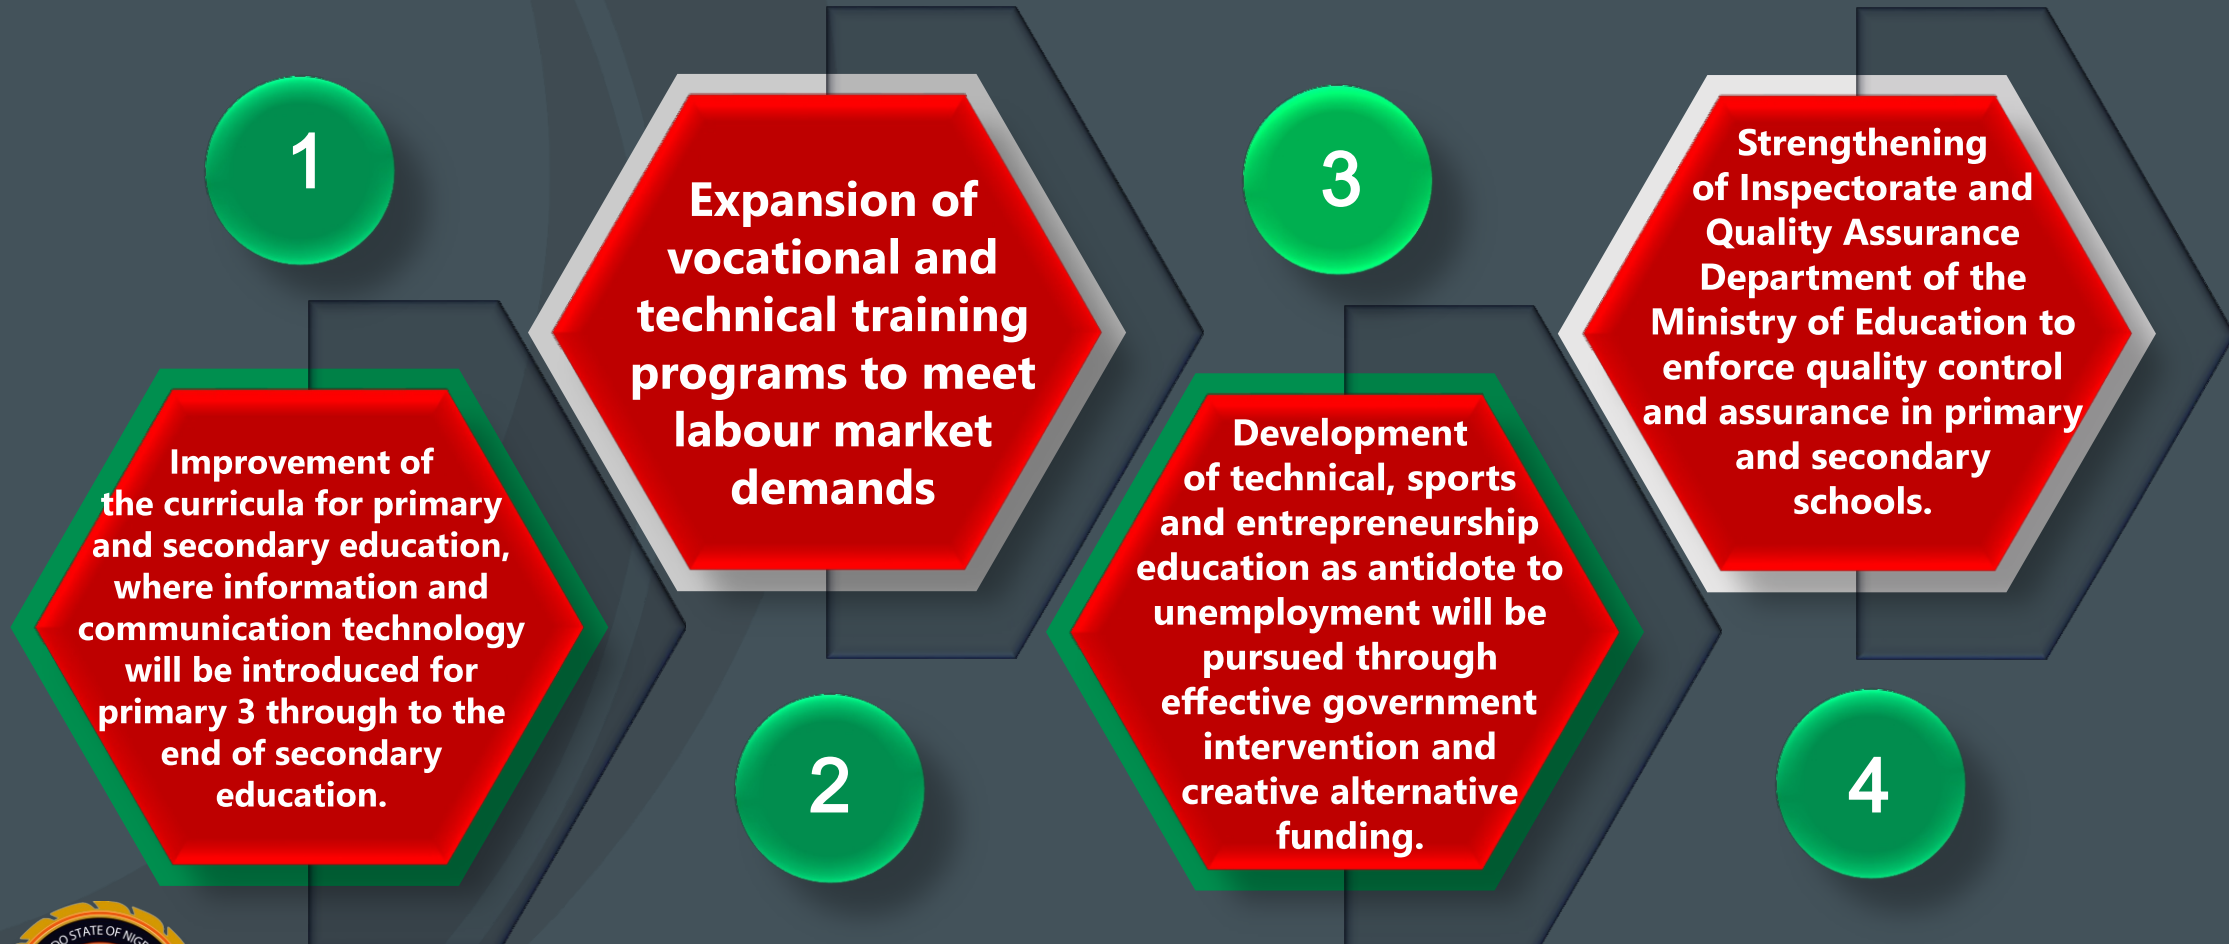 1
Improvement of
the curricula for primary
and secondary education,
where information and
communication technology
will be introduced for
primary 3 through to the
end of secondary
education.
Expansion of
vocational and
technical training
programs to meet
labour market
demands
2
3
Development
of technical, sports
and entrepreneurship
education as antidote to
unemployment will be
pursued through
effective government
intervention and
creative alternative
funding.
Strengthening
of Inspectorate and
Quality Assurance
Department of the
Ministry of Education to
enforce quality control
and assurance in primary
and secondary
schools.
4
STATE OF